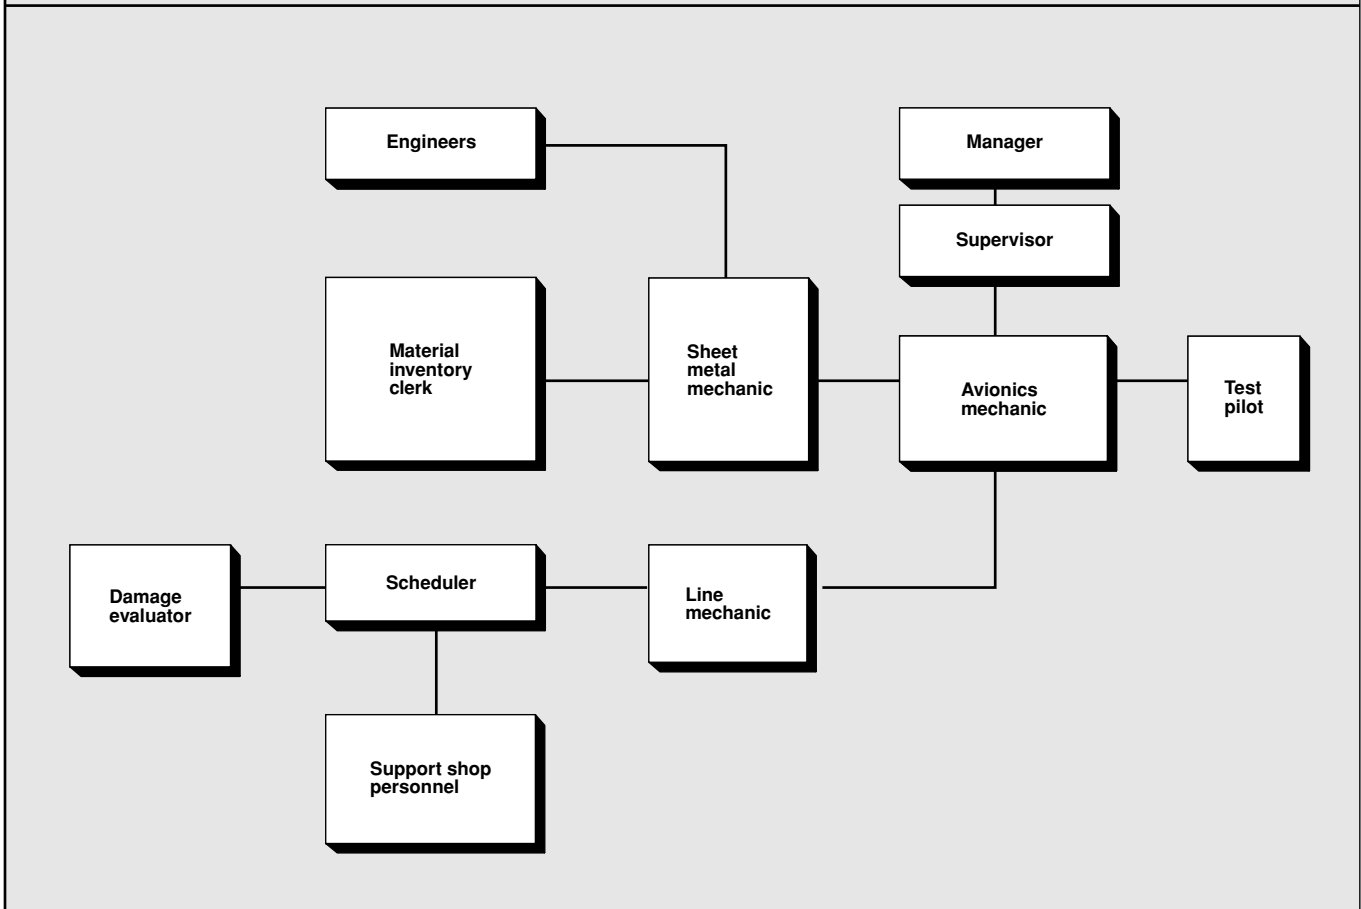 Engineers
Manager
Supervisor
Material
inventory
clerk
Sheet
metal
mechanic
Avionics
mechanic
Test
pilot
Damage
evaluator
Scheduler
Line
mechanic
Support shop
personnel